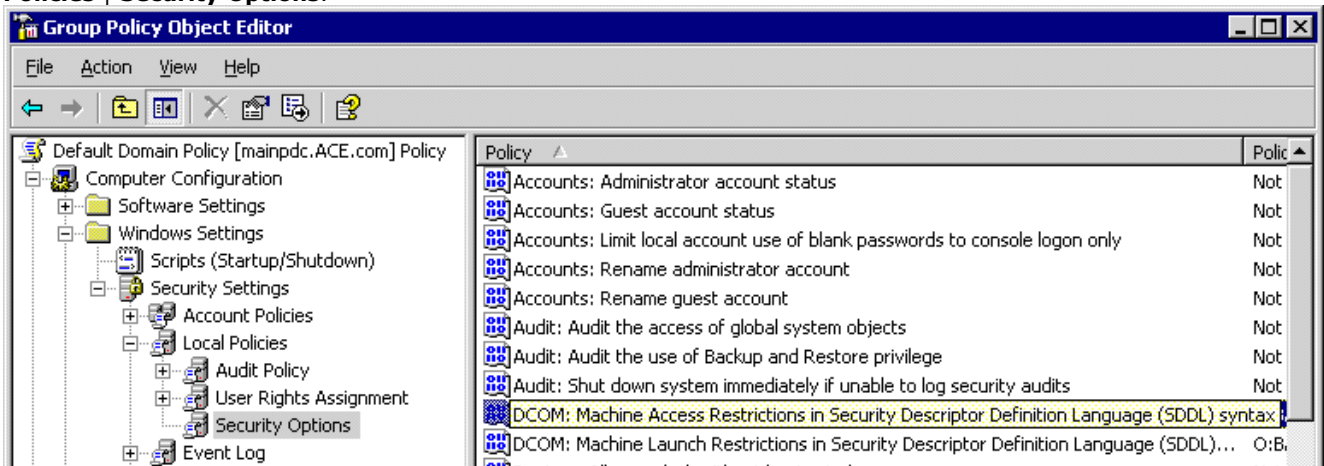 Policies | Security Options.
Group Policy Object Editor
File Action View Help
Default Domain Policy [mainpdc.ACE.com] Policy
Computer Configuration
Software Settings
Windows Settings
Scripts (Startup/Shutdown)
Security Settings
Account Policies
Local Policies
Audit Policy
User Rights Assignment
Security Options
Event Log
Policy Polic
Accounts: Administrator account status Not
Accounts: Guest account status Not
Accounts: Limit local account use of blank passwords to console logon only Not
Accounts: Rename administrator account Not
Accounts: Rename guest account Not
Audit: Audit the access of global system objects Not
Audit: Audit the use of Backup and Restore privilege Not
Audit: Shut down system immediately if unable to log security audits Not
DCOM: Machine Access Restrictions in Security Descriptor Definition Language (SDDL) syntax
DCOM: Machine Launch Restrictions in Security Descriptor Definition Language (SDDL)... O:B